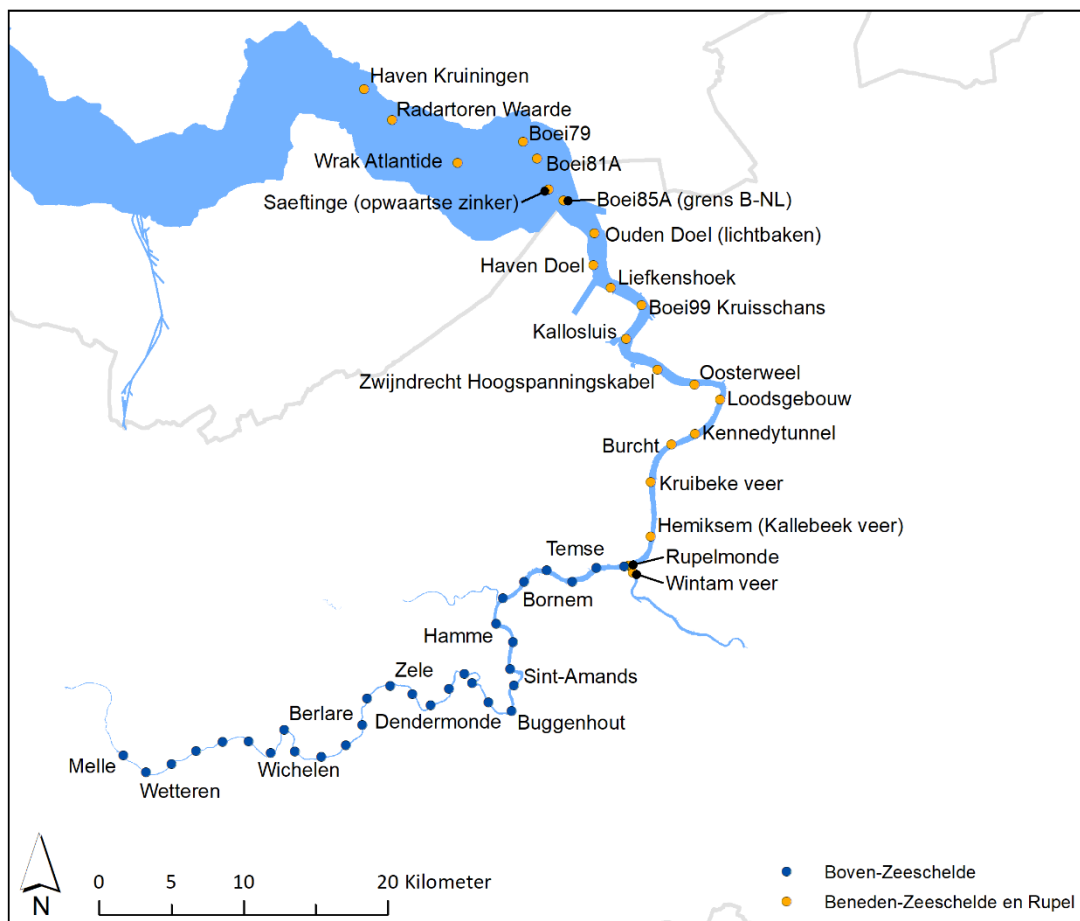 Haven Kruiningen
Radartoren Waarde
Boei79
Wrak Atlantide
Boei81A
Saeftinge (opwaartse zinker)
Boei85A (grens B-NL)
Ouden Doel (lichtbaken)
Haven Doel
Liefkenshoek
Boei99 Kruisschans
Kallosluis
Zwijndrecht Hoogspanningskabel
Oosterweel
Loodsgebouw
Kennedytunnel
Burcht
Kruibeke veer
Hemiksem (Kallebeek veer)
Temse
Rupelmonde
Wintam veer
Bornem
Hamme
Zele
Sint-Amands
Berlare
Dendermonde
Buggenhout
Melle
Wichelen
Wetteren
N
0 5 10 20 Kilometer
Boven-Zeeschelde
Beneden-Zeeschelde en Rupel